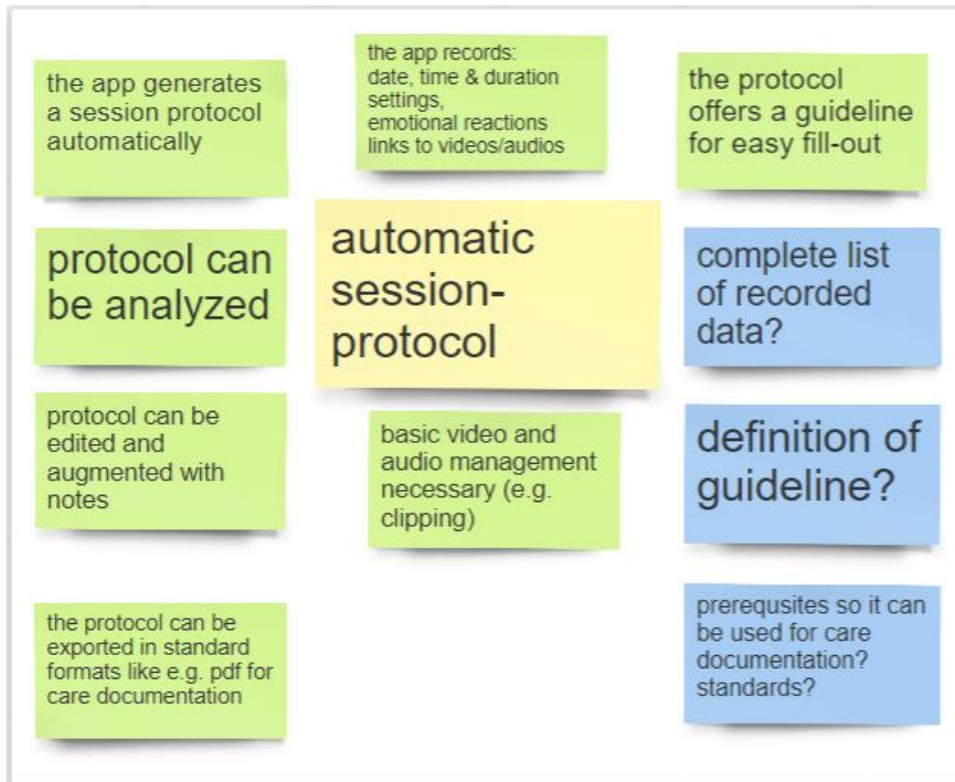 the app generates
a session protocol
automatically
the app records:
date, time & duration
settings,
emotional reactions
links to videos/audios
the protocol
offers a guideline
for easy fill-out
protocol can
be analyzed
automatic
session-
protocol
complete list
of recorded
data?
protocol can be
edited and
augmented with
notes
basic video and
audio management
necessary (e.g.
clipping)
definition of
guideline?
the protocol can be
exported in standard
formats like e.g. pdf for
care documentation
prerequsites so it can
be used for care
documentation?
standards?